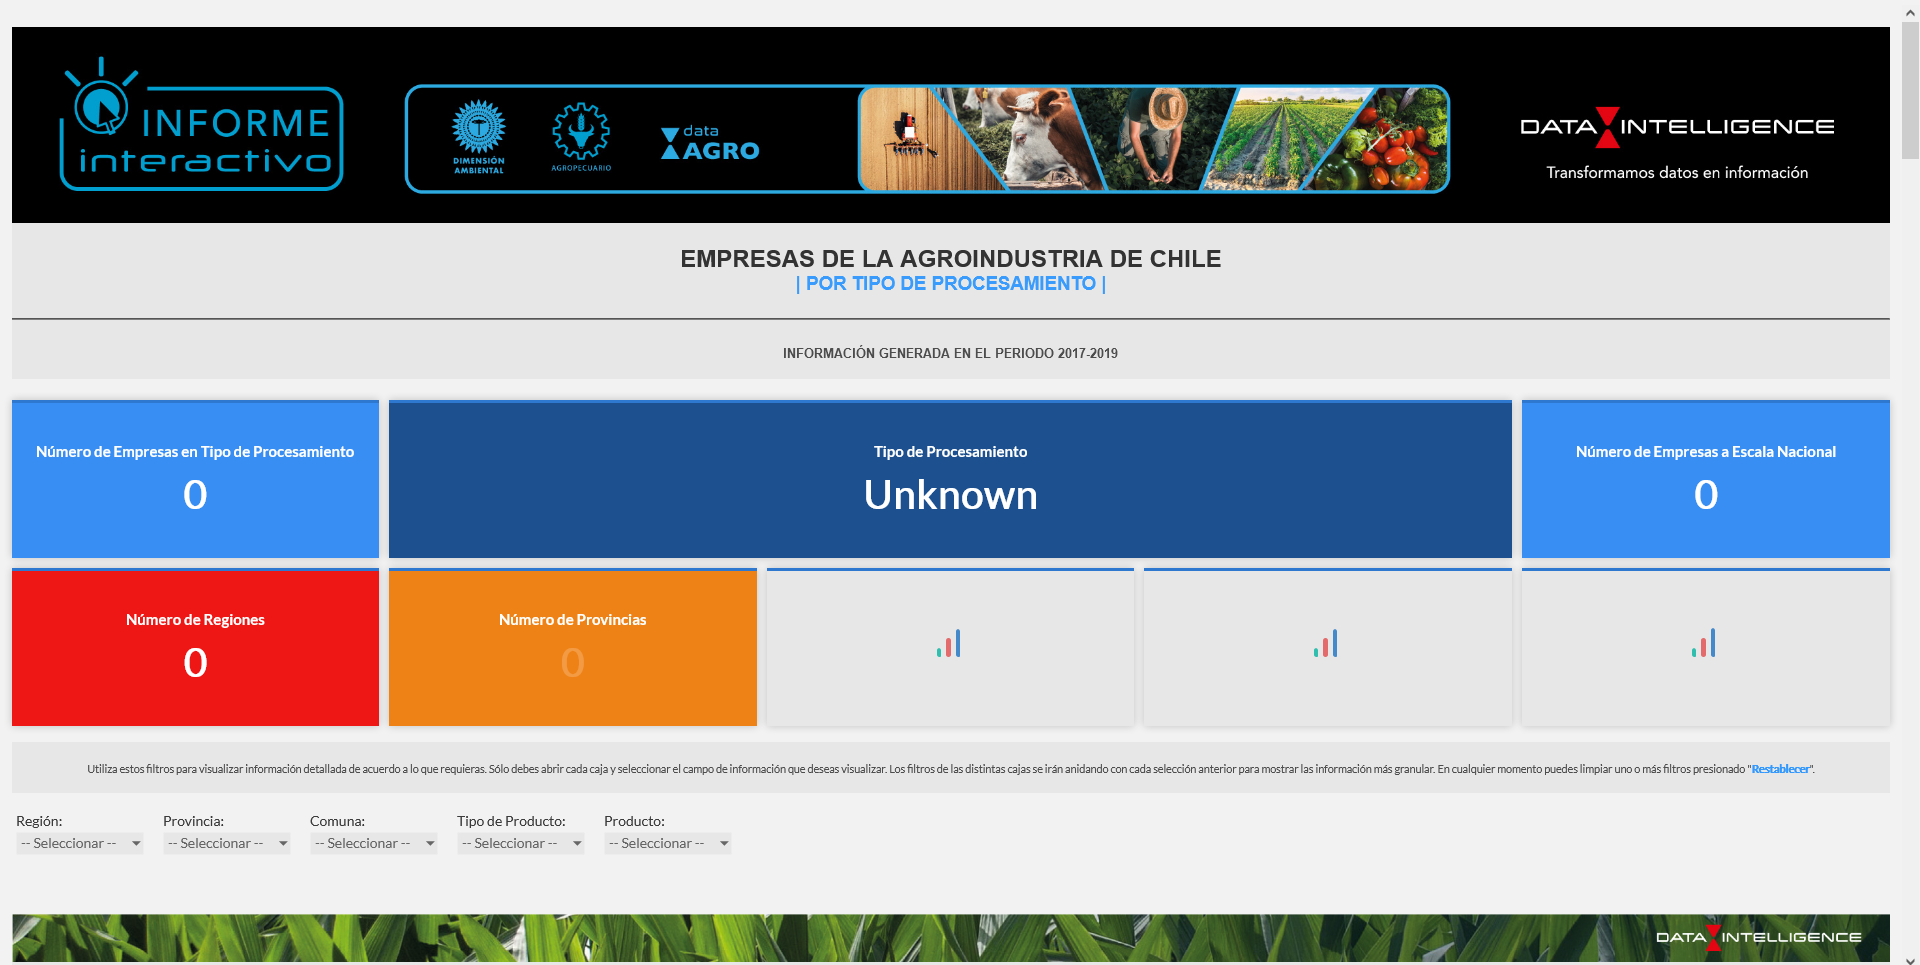 INFORME
interactivo
DIMENSIÓN
AMBIENTAL
AGROPECUARIO
data
AGRO
DATA INTELLIGENCE
Transformamos datos en información
EMPRESAS DE LA AGROINDUSTRIA DE CHILE
| POR TIPO DE PROCESAMIENTO |
INFORMACIÓN GENERADA EN EL PERIODO 2017-2019
Número de Empresas en Tipo de Procesamiento
0
Tipo de Procesamiento
Unknown
Número de Empresas a Escala Nacional
0
Número de Regiones
0
Número de Provincias
0
Utiliza estos filtros para visualizar información detallada de acuerdo a lo que requieras. Sólo debes abrir cada caja y seleccionar el campo de información que deseas visualizar. Los filtros de las distintas cajas se irán anidando con cada selección anterior para mostrar las información más granular. En cualquier momento puedes limpiar uno o más filtros presionado "Restablecer".
Región: Provincia: Comuna: Tipo de Producto: Producto:
-- Seleccionar -- -- Seleccionar -- -- Seleccionar -- -- Seleccionar -- -- Seleccionar --
DATA INTELLIGENCE